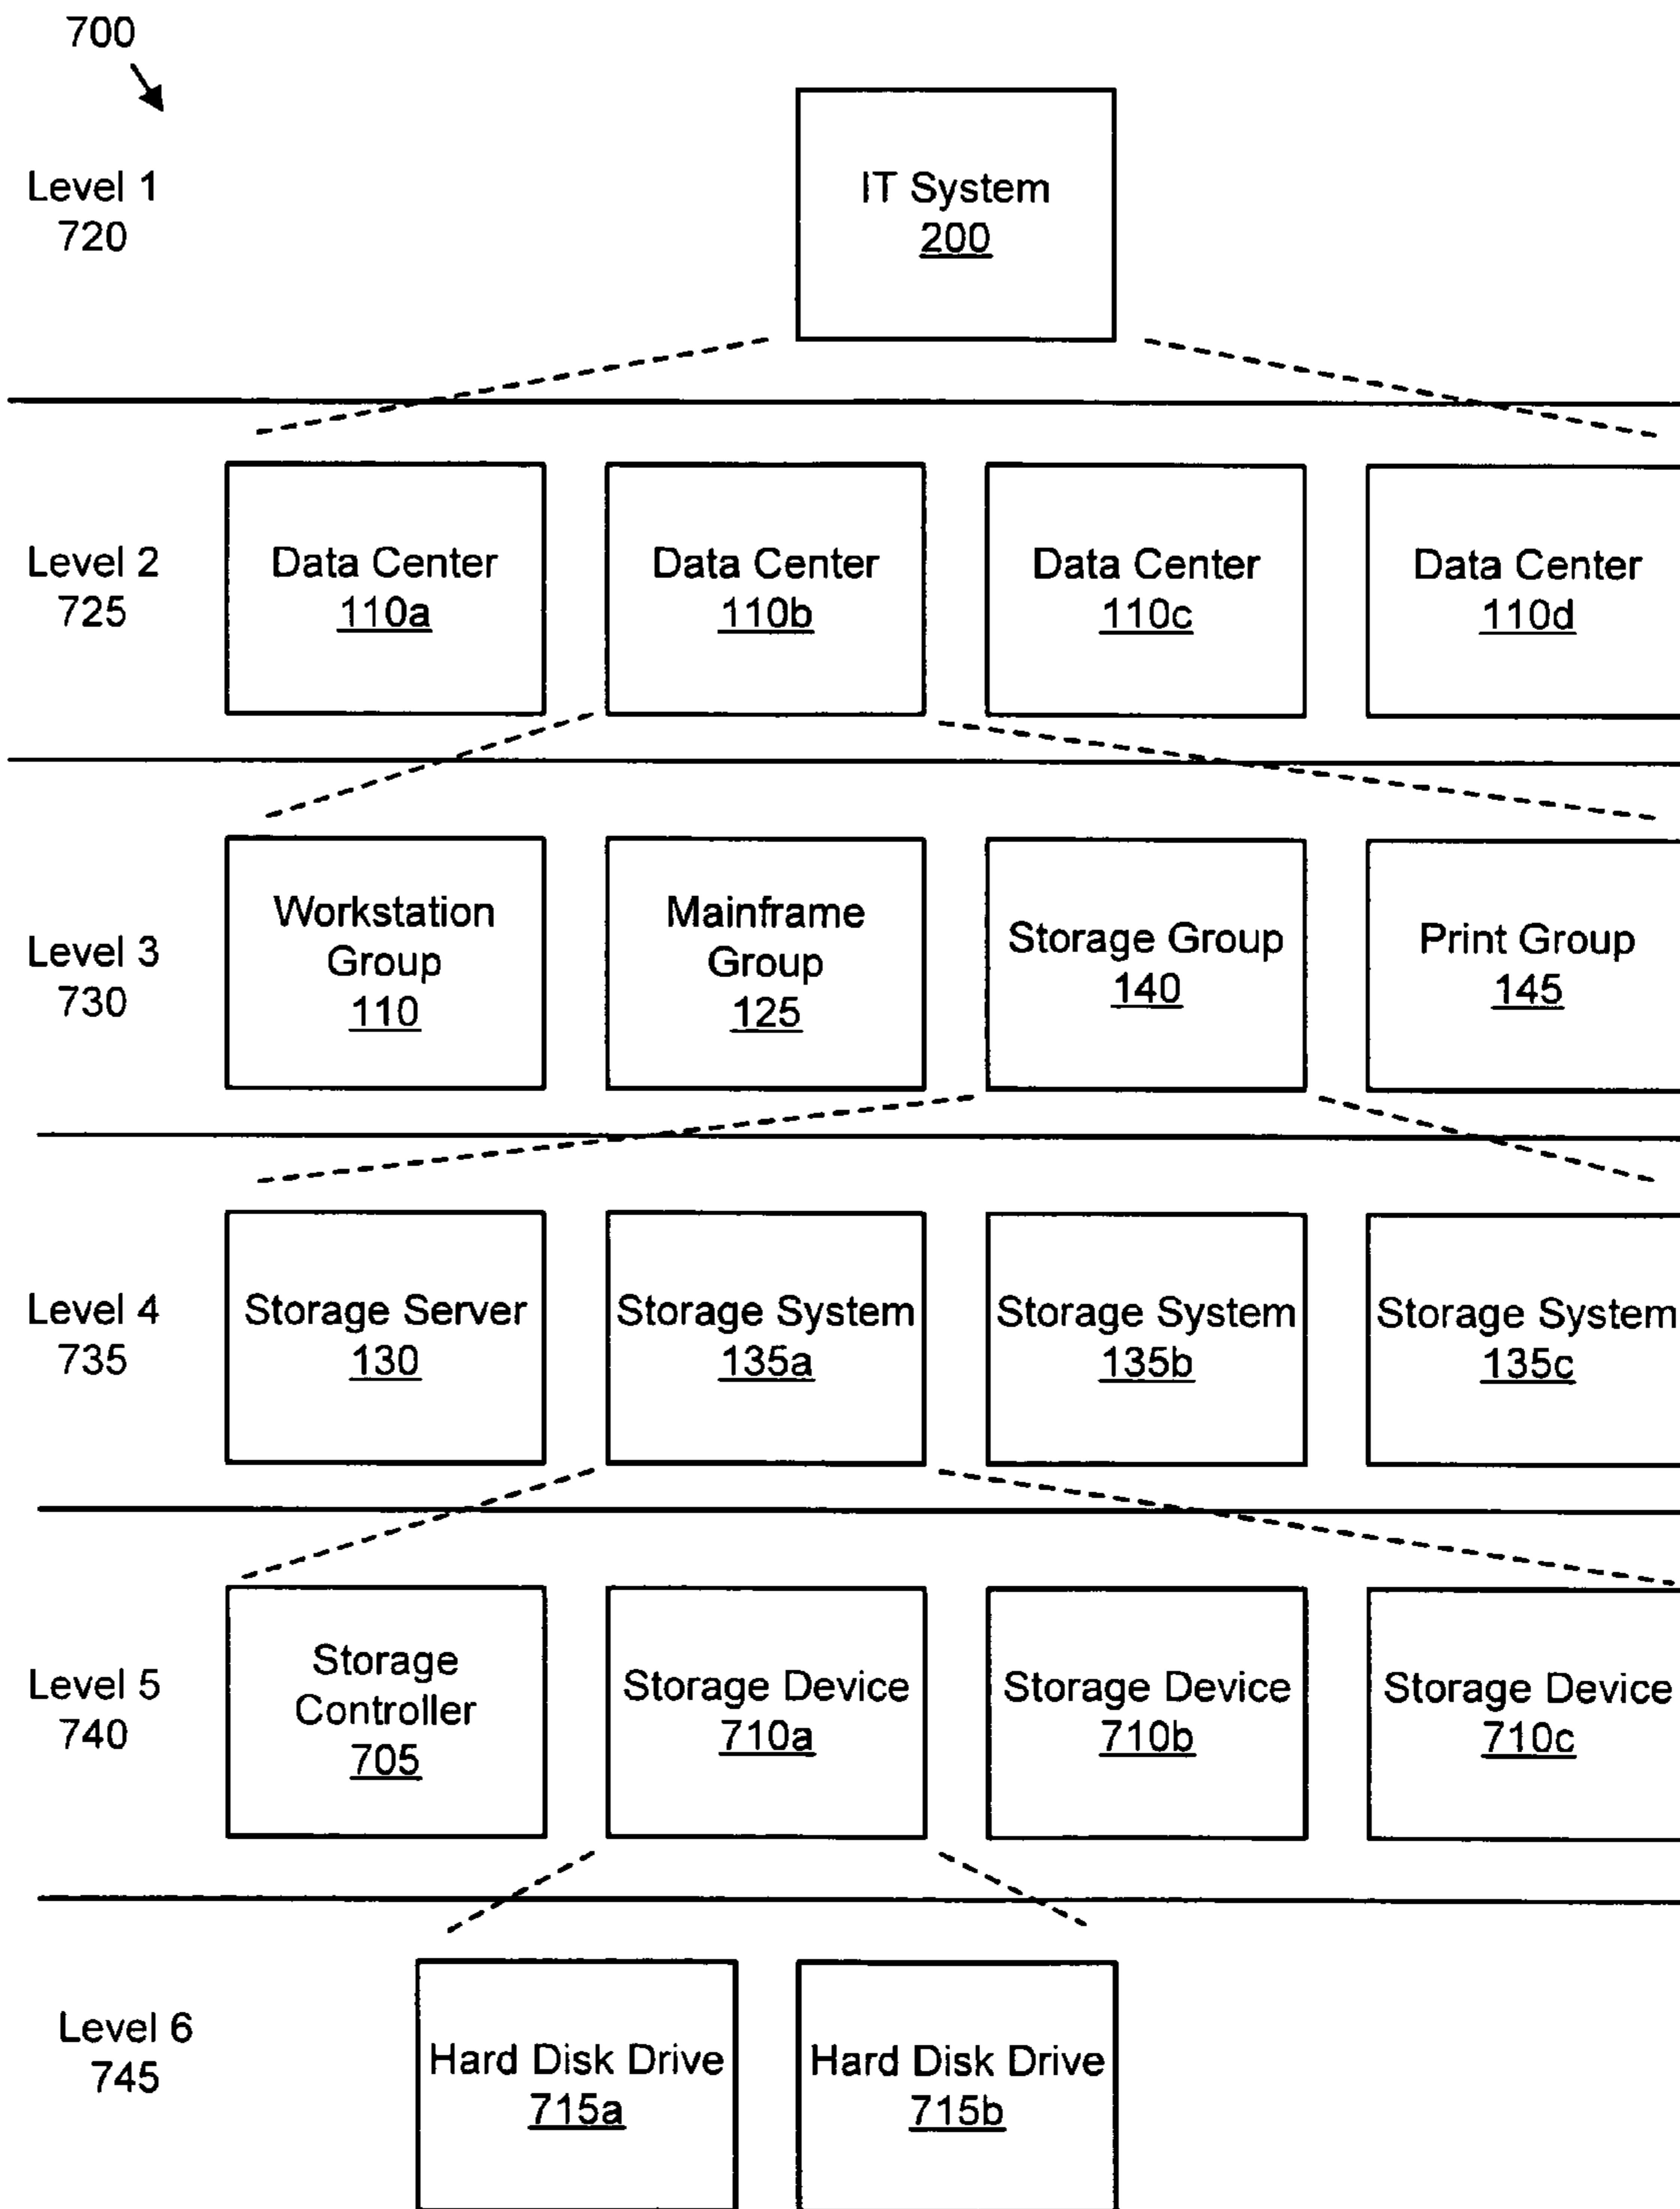 700
Level 1
720
IT System
200
Level 2
725
Data Center
110a
Data Center
110b
Data Center
110c
Data Center
110d
Level 3
730
Workstation
Group
110
Mainframe
Group
125
Storage Group
140
Print Group
145
Level 4
735
Storage Server
130
Storage System
135a
Storage System
135b
Storage System
135c
Level 5
740
Storage
Controller
705
Storage Device
710a
Storage Device
710b
Storage Device
710c
Level 6
745
Hard Disk Drive
715a
Hard Disk Drive
715b